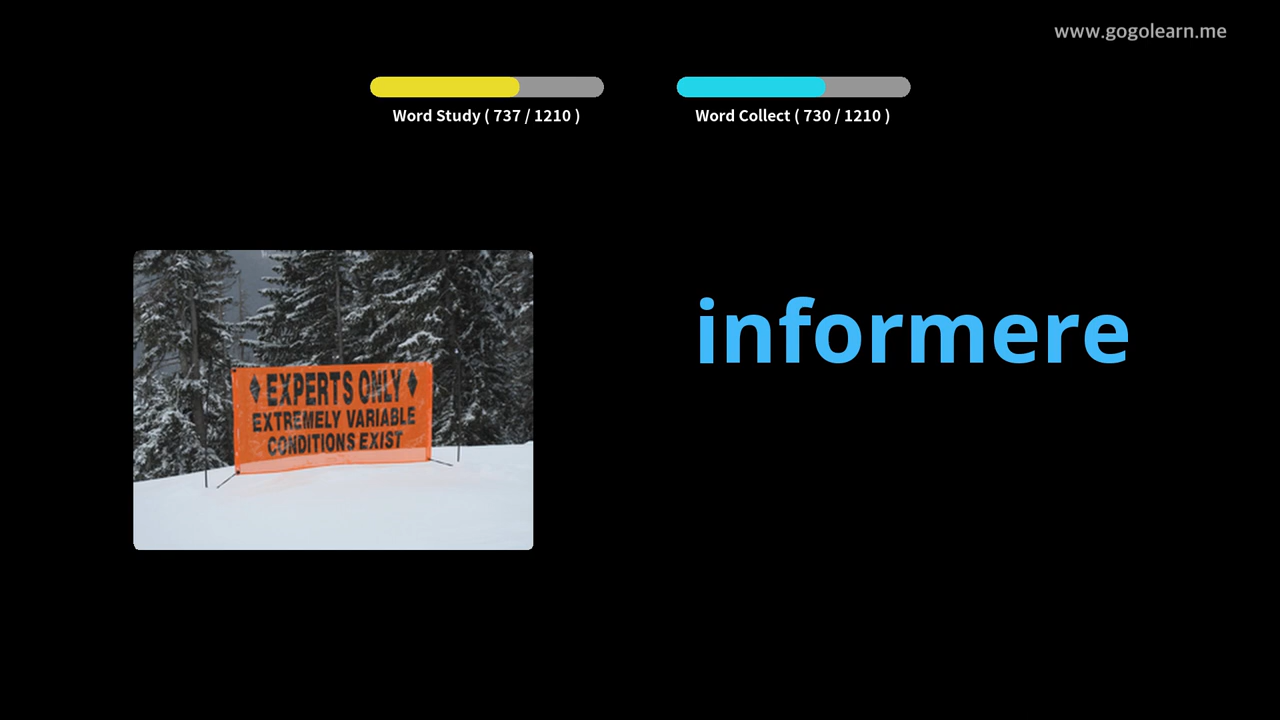 www.gogolearn.me
Word Study ( 737 / 1210 )
Word Collect ( 730 / 1210 )
informere
EXPERTS ONLY
EXTREMELY VARIABLE
CONDITIONS EXIST